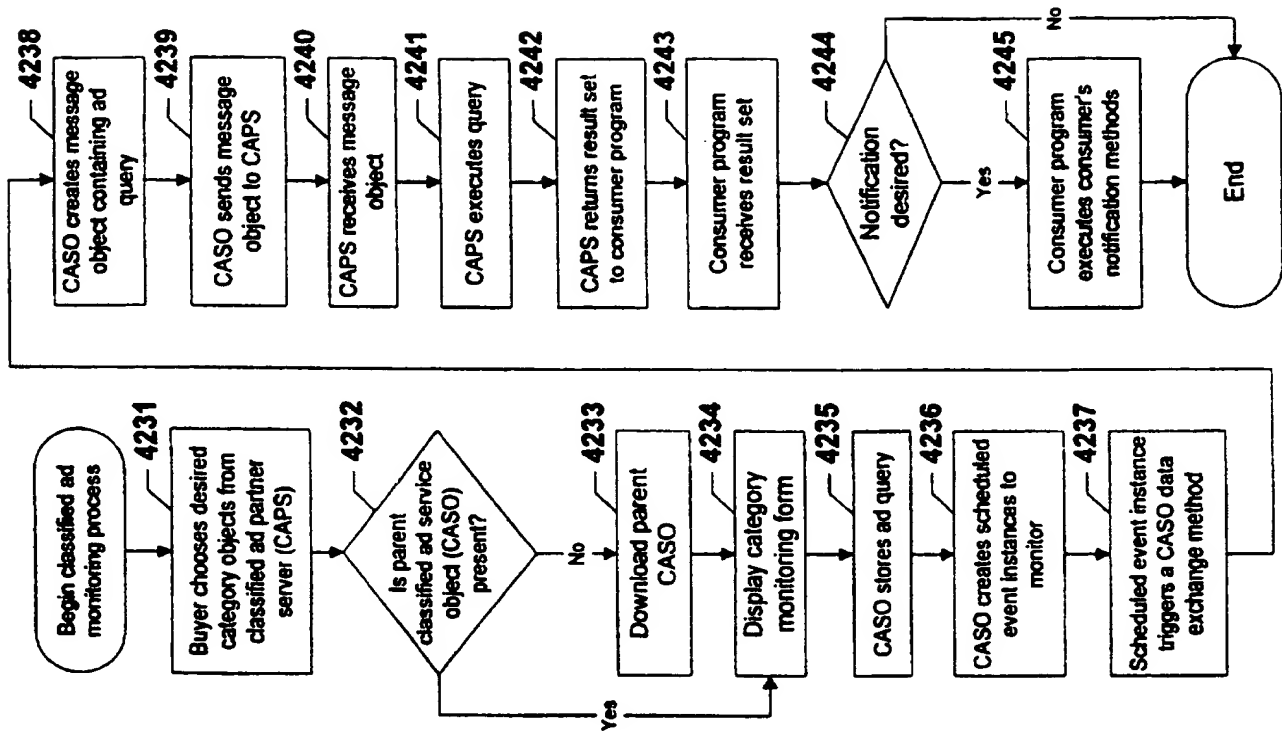 Begin classified ad
monitoring process
4231
Buyer chooses desired
category objects from
classified ad partner
server (CAPS)
4232
Is parent
classified ad service
object (CASO)
present?
Yes
No
4233
Download parent
CASO
4234
Display category
monitoring form
4235
CASO stores ad query
4236
CASO creates scheduled
event instances to
monitor
4237
Scheduled event instance
triggers a CASO data
exchange method
4238
CASO creates message
object containing ad
query
4239
CASO sends message
object to CAPS
4240
CAPS receives message
object
4241
CAPS executes query
4242
CAPS returns result set
to consumer program
4243
Consumer program
receives result set
4244
Notification
desired?
No
Yes
4245
Consumer program
executes consumer's
notification methods
End